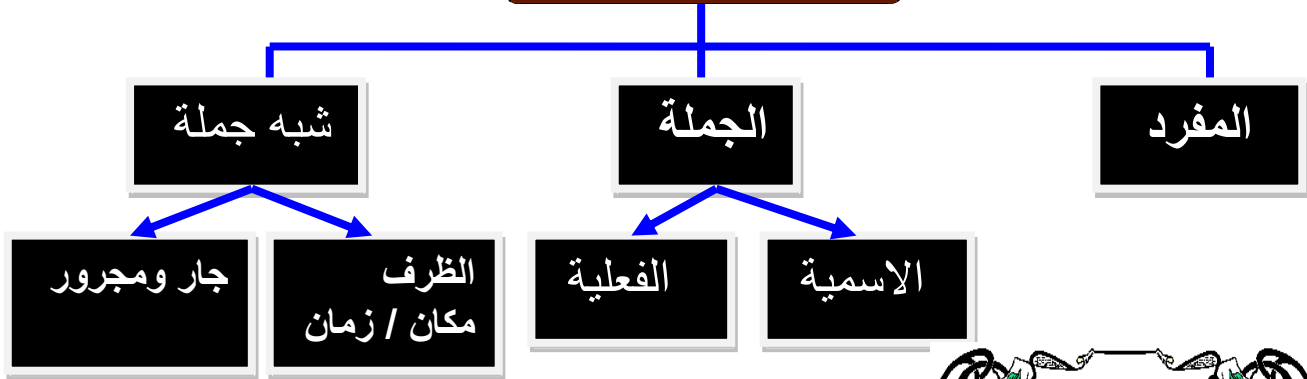 المفرد
الجملة
شبه جملة
الاسمية
الفعلية
الظرف
مكان / زمان
جار ومجرور